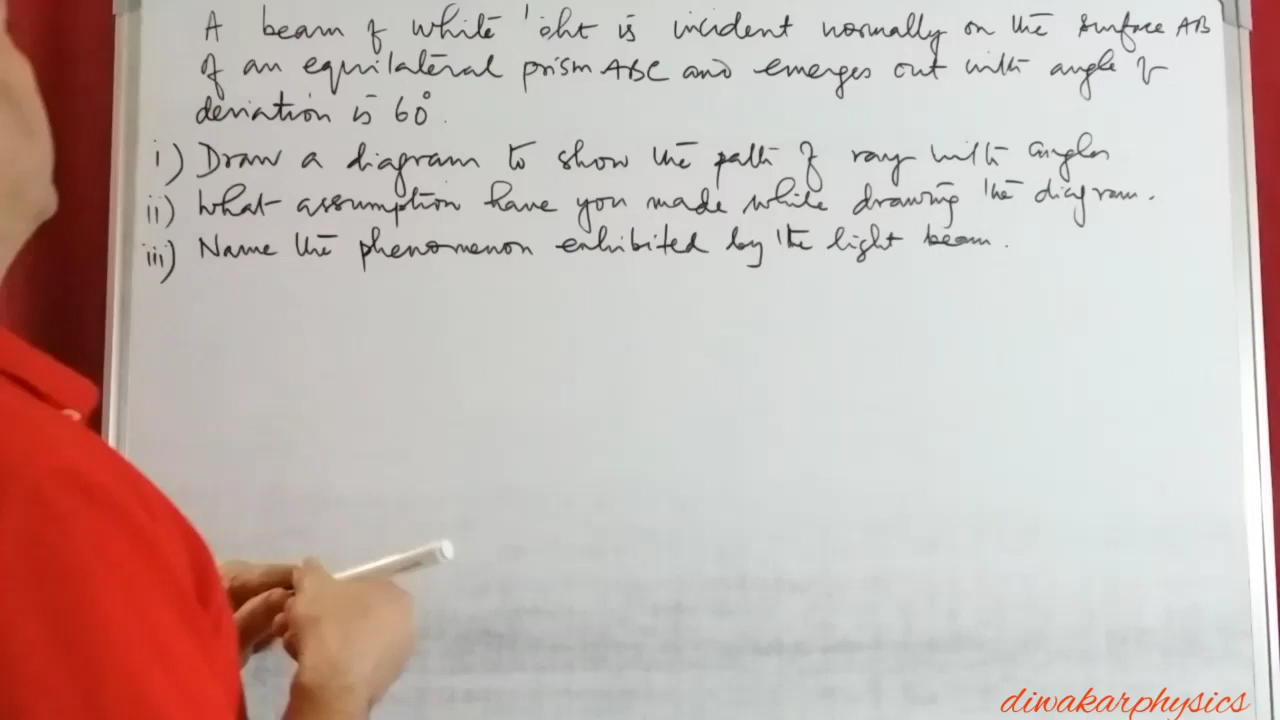 A beam of white light is incident normally on the surface AB
of an equilateral prism ABC and emerges out with angle of
deviation is 60°.
i) Draw a diagram to show the path of ray with angles
ii) What assumption have you made while drawing the diagram.
iii) Name the phenomenon exhibited by the light beam.
diwakarphysics